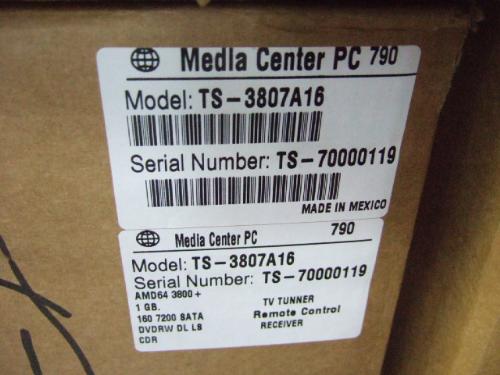 Media Center PC 790
Model: TS-3807A16
Serial Number: TS-70000119
MADE IN MEXICO
Media Center PC 790
Model: TS-3807A16
Serial Number: TS-70000119
AMD64 3800+
1 GB. TV TUNNER
160 7200 SATA Remote Control
DVDRW DL LS RECEIVER
CDR